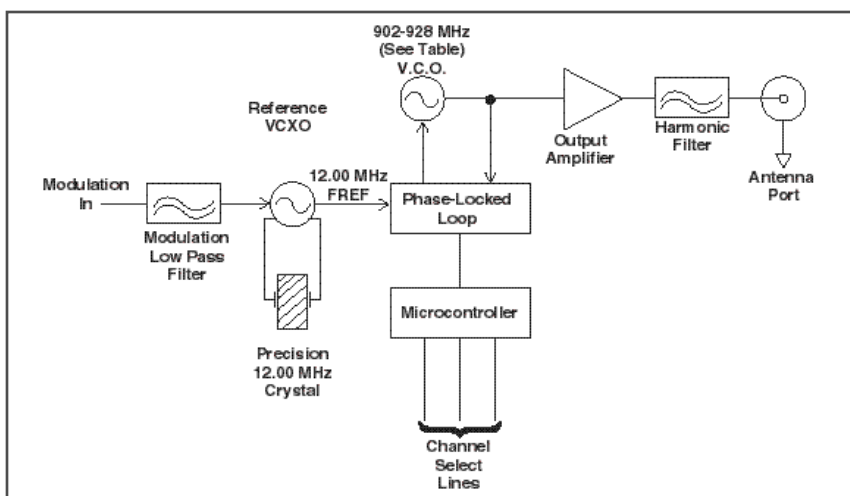 902-928 MHz
(See Table)
V.C.O.
Reference
VCXO
Output
Amplifier
Harmonic
Filter
Antenna
Port
Modulation
In
12.00 MHz
FREF
Phase-Locked
Loop
Modulation
Low Pass
Filter
Microcontroller
Precision
12.00 MHz
Crystal
Channel
Select
Lines